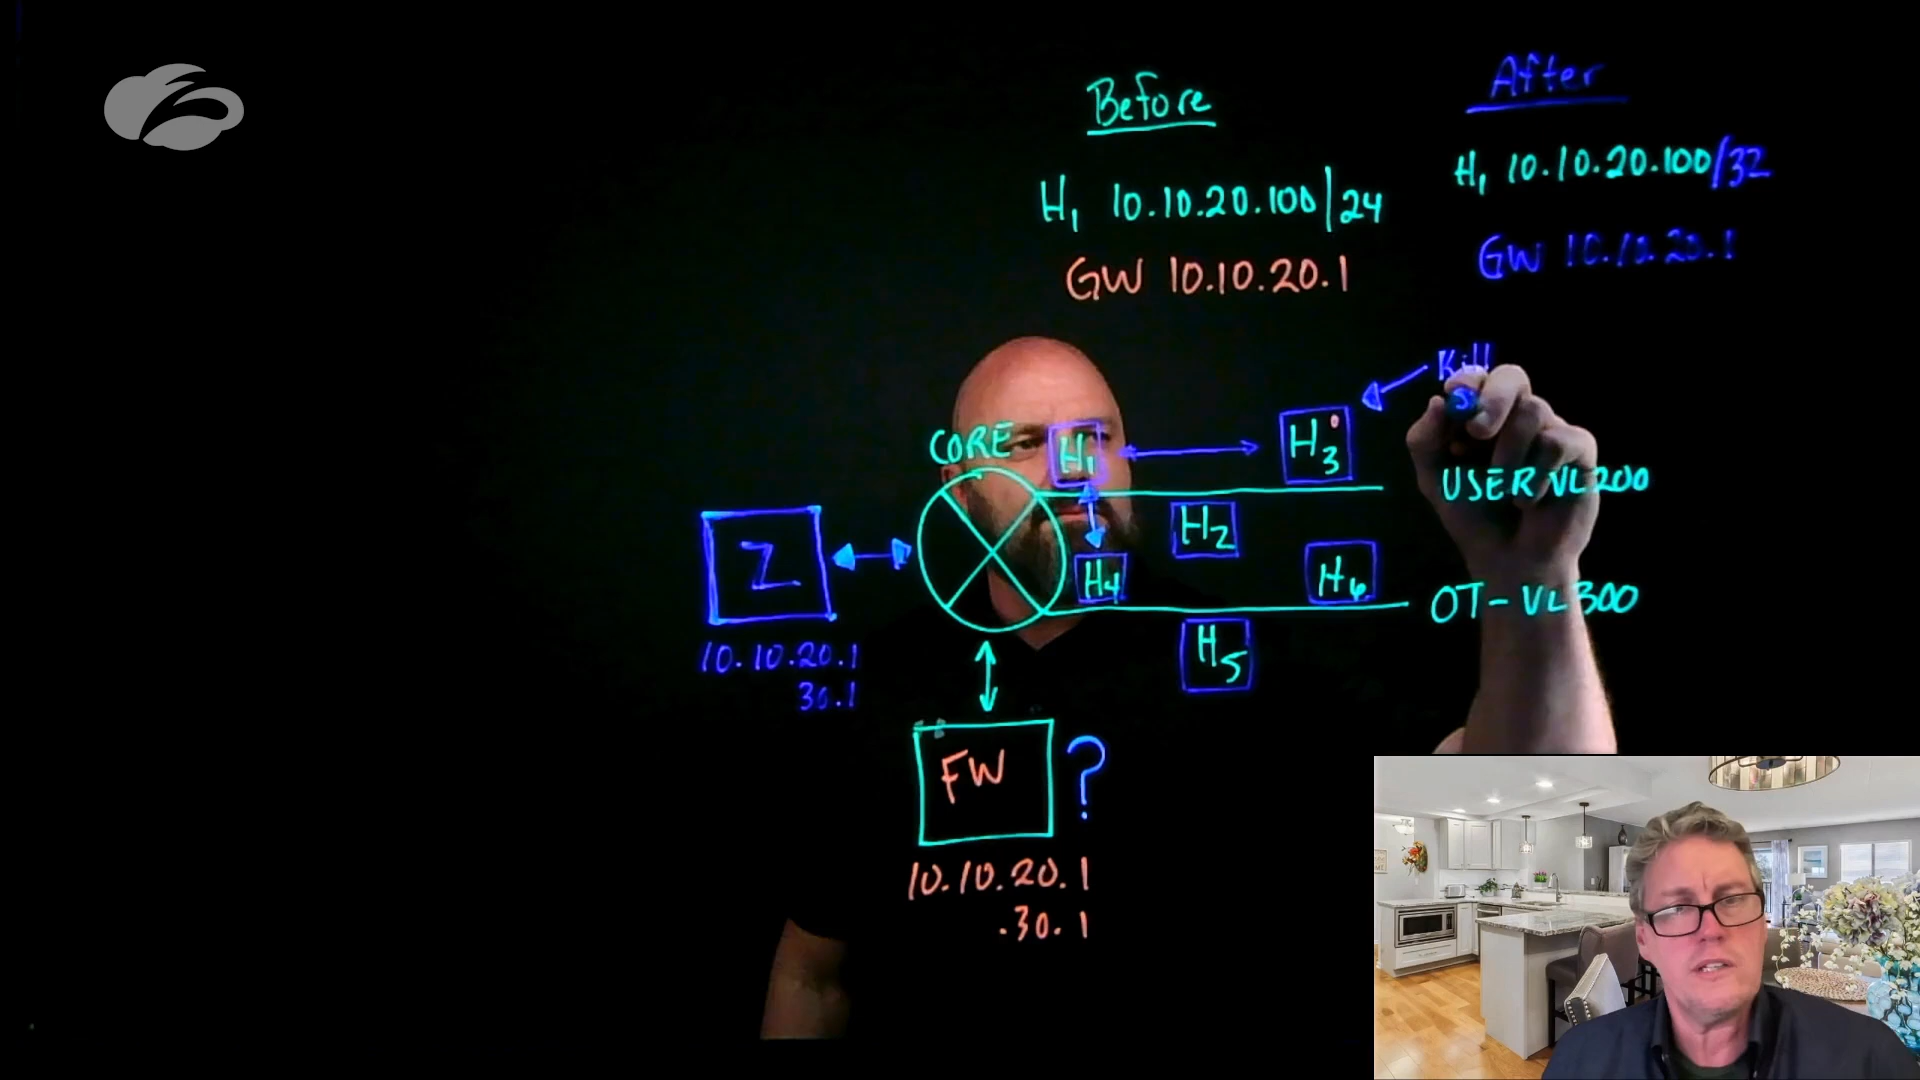 Before
H1 10.10.20.100/24
GW 10.10.20.1
After
H1 10.10.20.100/32
GW 10.10.20.1
Kill
CORE
H1
H3
USER VL200
H2
Z
H4
H6
OT-VL300
10.10.20.1
30.1
H5
FW ?
10.10.20.1
.30.1